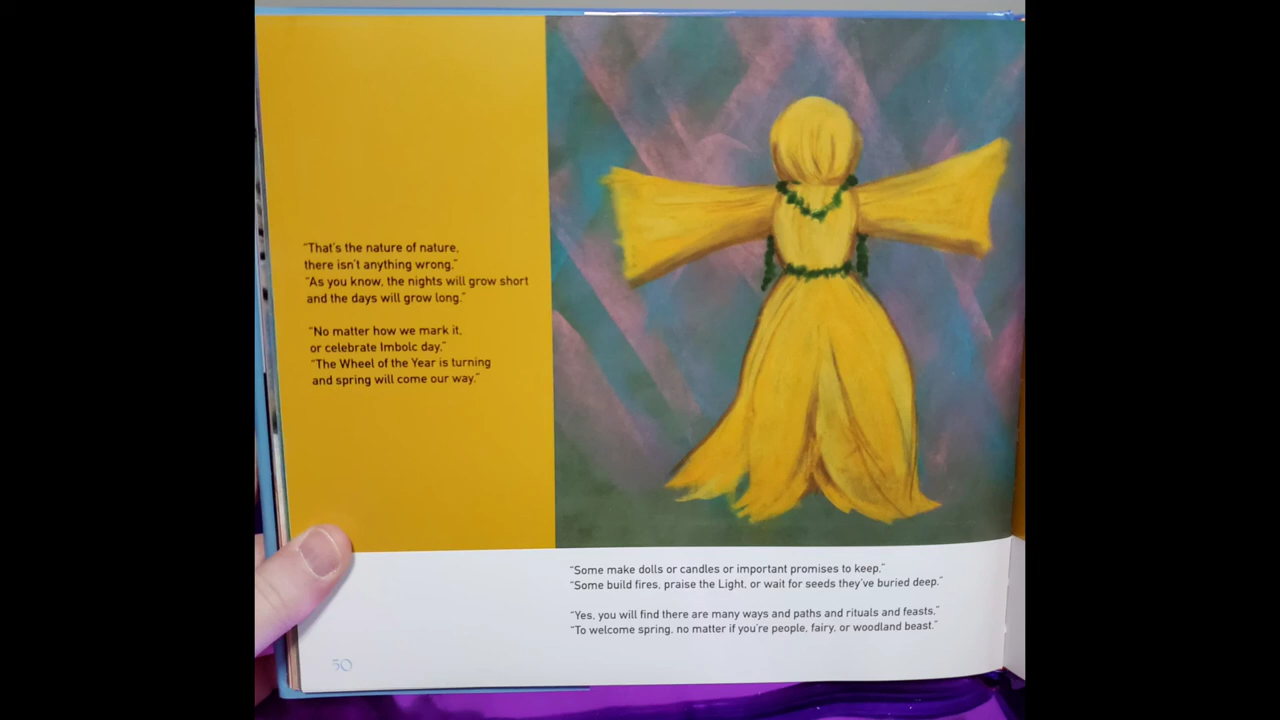 “That's the nature of nature,
there isn't anything wrong.”
“As you know, the nights will grow short
and the days will grow long.”
“No matter how we mark it,
or celebrate Imbolc day,”
“The Wheel of the Year is turning
and spring will come our way.”
“Some make dolls or candles or important promises to keep.”
“Some build fires, praise the Light, or wait for seeds they've buried deep.”
“Yes, you will find there are many ways and paths and rituals and feasts,”
“To welcome spring, no matter if you're people, fairy, or woodland beast.”
50